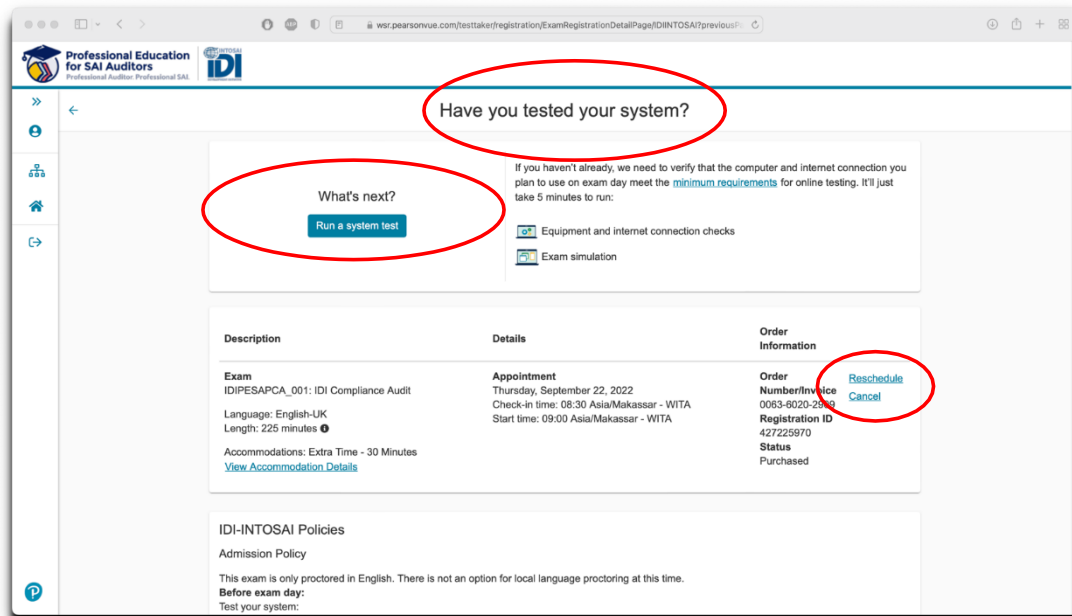 wsr.pearsonvue.com/testtaker/registration/ExamRegistrationDetailPage/IDIINTOSAI?previousP
Professional Education
for SAI Auditors
Professional Auditor. Professional SAI.
INTOSAI
IDI
Have you tested your system?
What's next?
Run a system test
If you haven't already, we need to verify that the computer and internet connection you
plan to use on exam day meet the minimum requirements for online testing. It'll just
take 5 minutes to run:
Equipment and internet connection checks
Exam simulation
Description
Details
Order
Information
Exam
IDIPESAPCA_001: IDI Compliance Audit
Language: English-UK
Length: 225 minutes
Accommodations: Extra Time - 30 Minutes
View Accommodation Details
Appointment
Thursday, September 22, 2022
Check-in time: 08:30 Asia/Makassar - WITA
Start time: 09:00 Asia/Makassar - WITA
Order
Number/Invoice
0063-6020-2969
Registration ID
427225970
Status
Purchased
Reschedule
Cancel
IDI-INTOSAI Policies
Admission Policy
This exam is only proctored in English. There is not an option for local language proctoring at this time.
Before exam day:
Test your system: